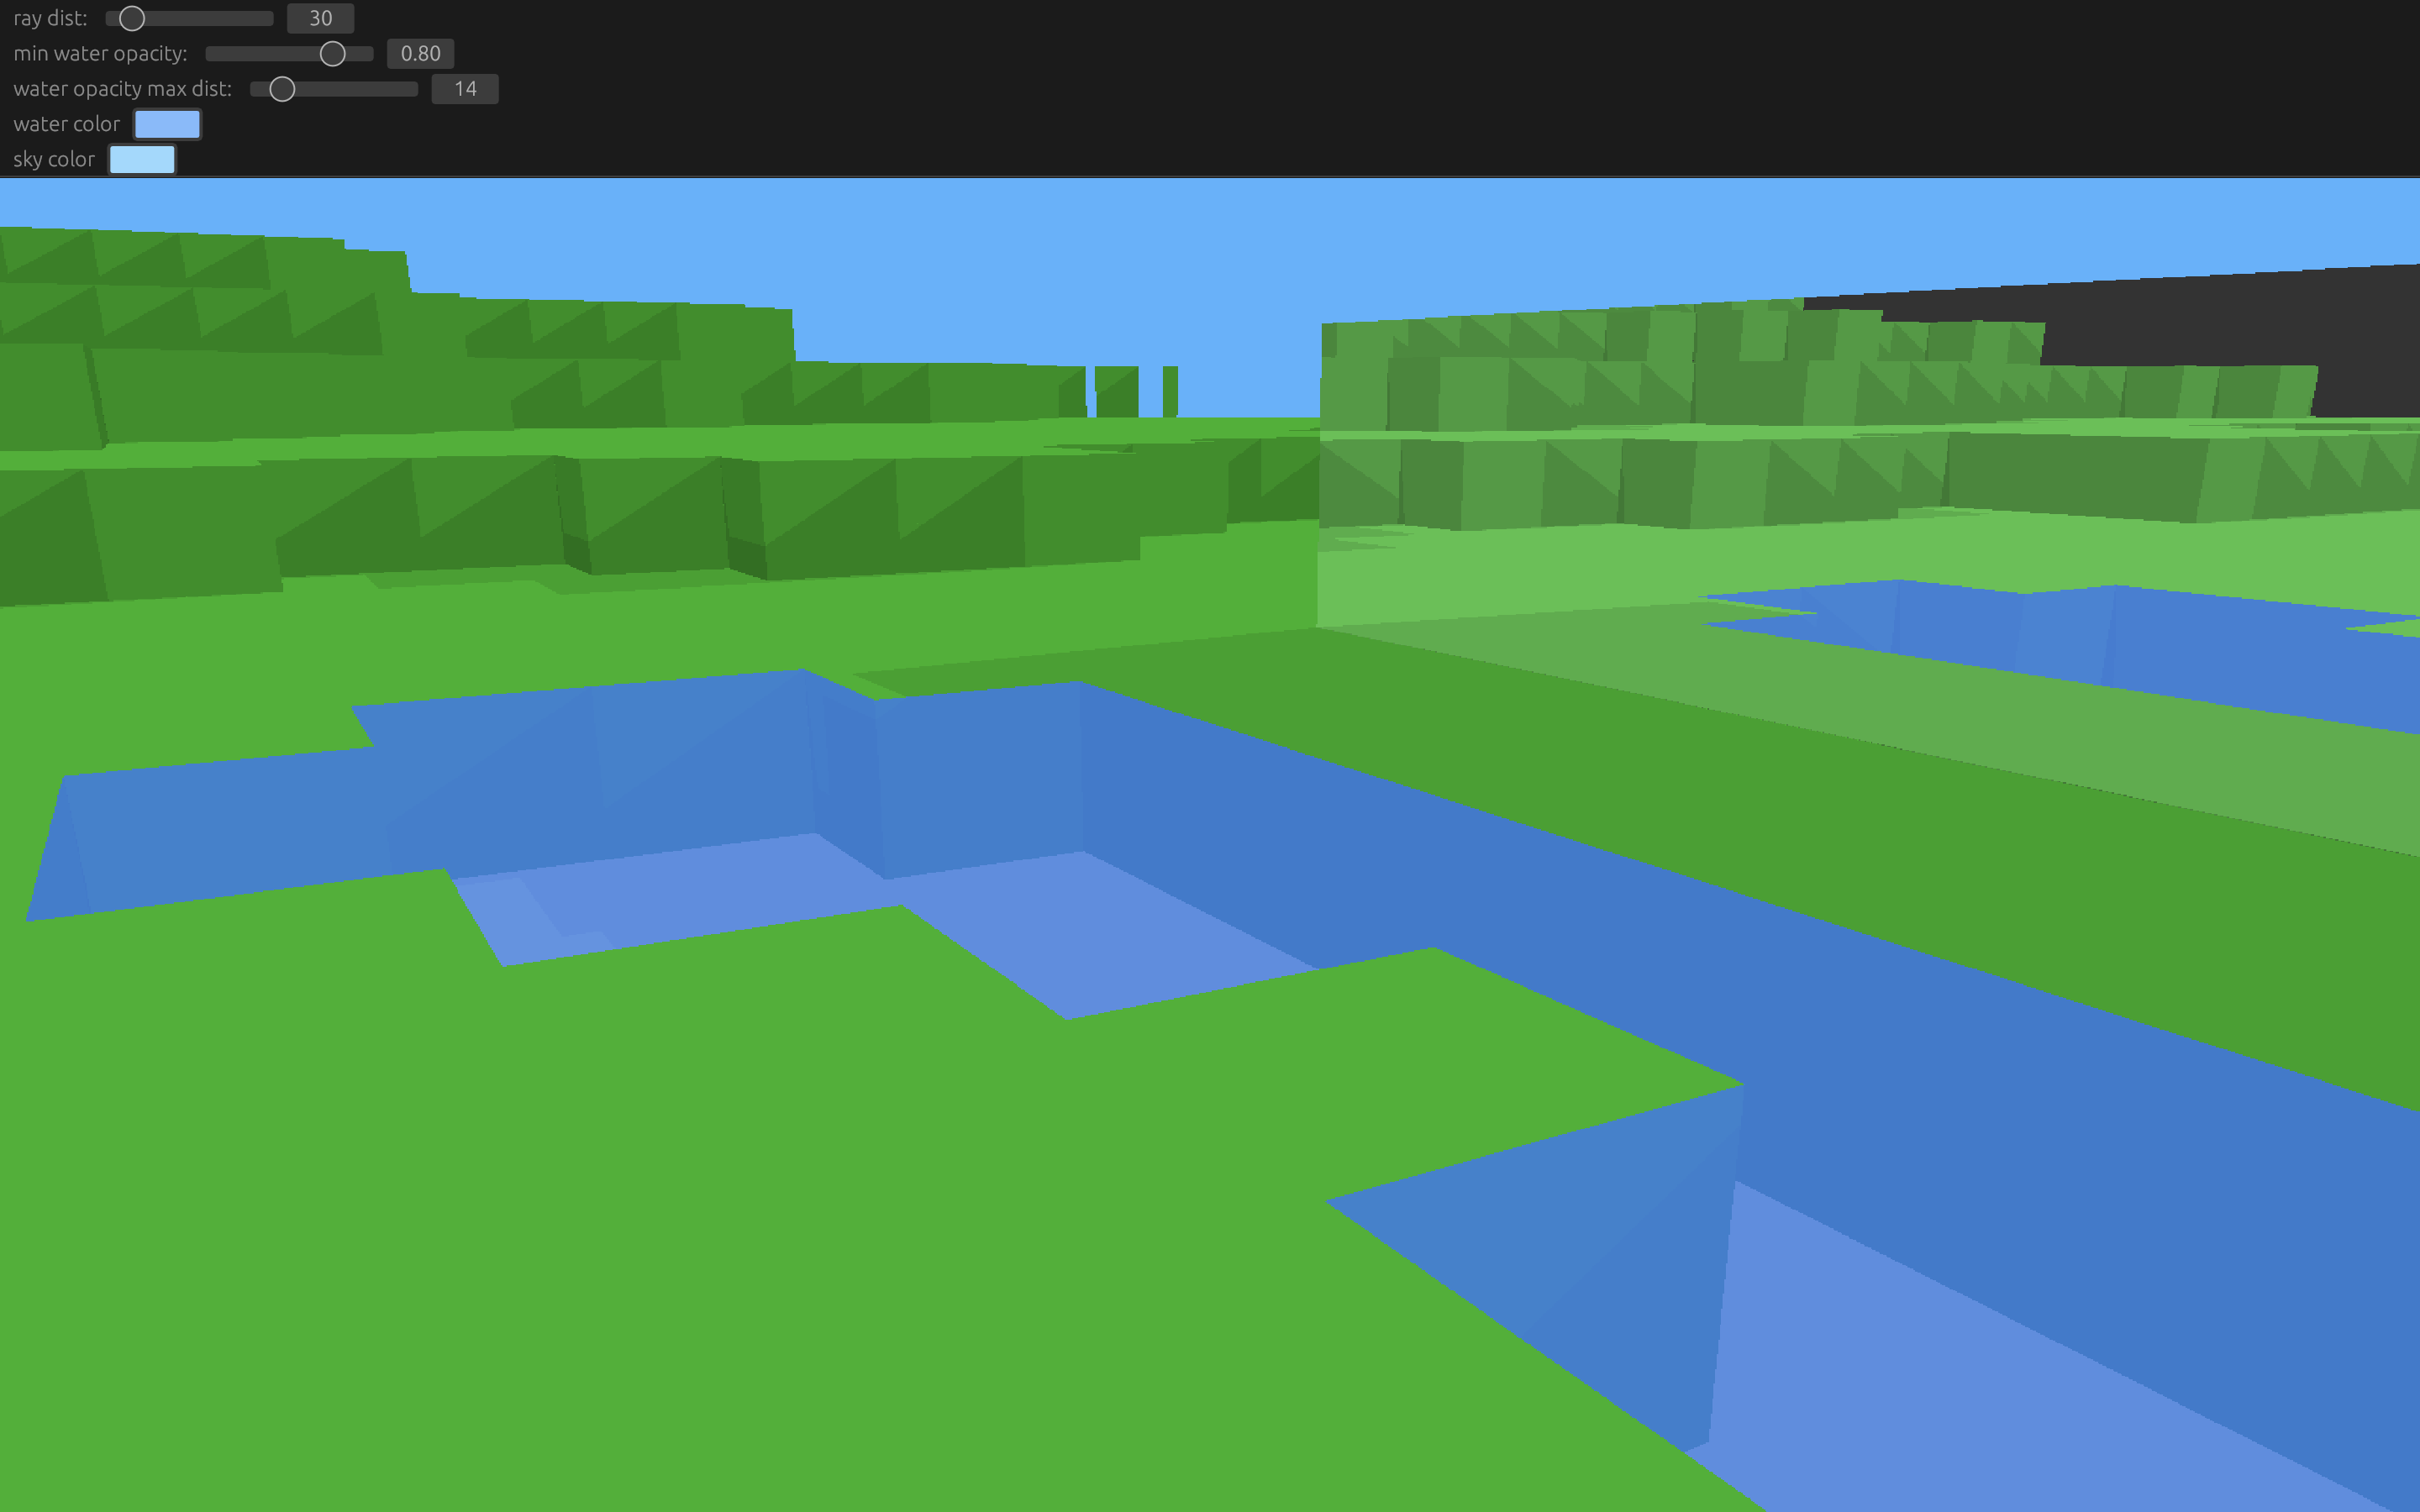 ray dist: 30
min water opacity: 0.80
water opacity max dist: 14
water color
sky color